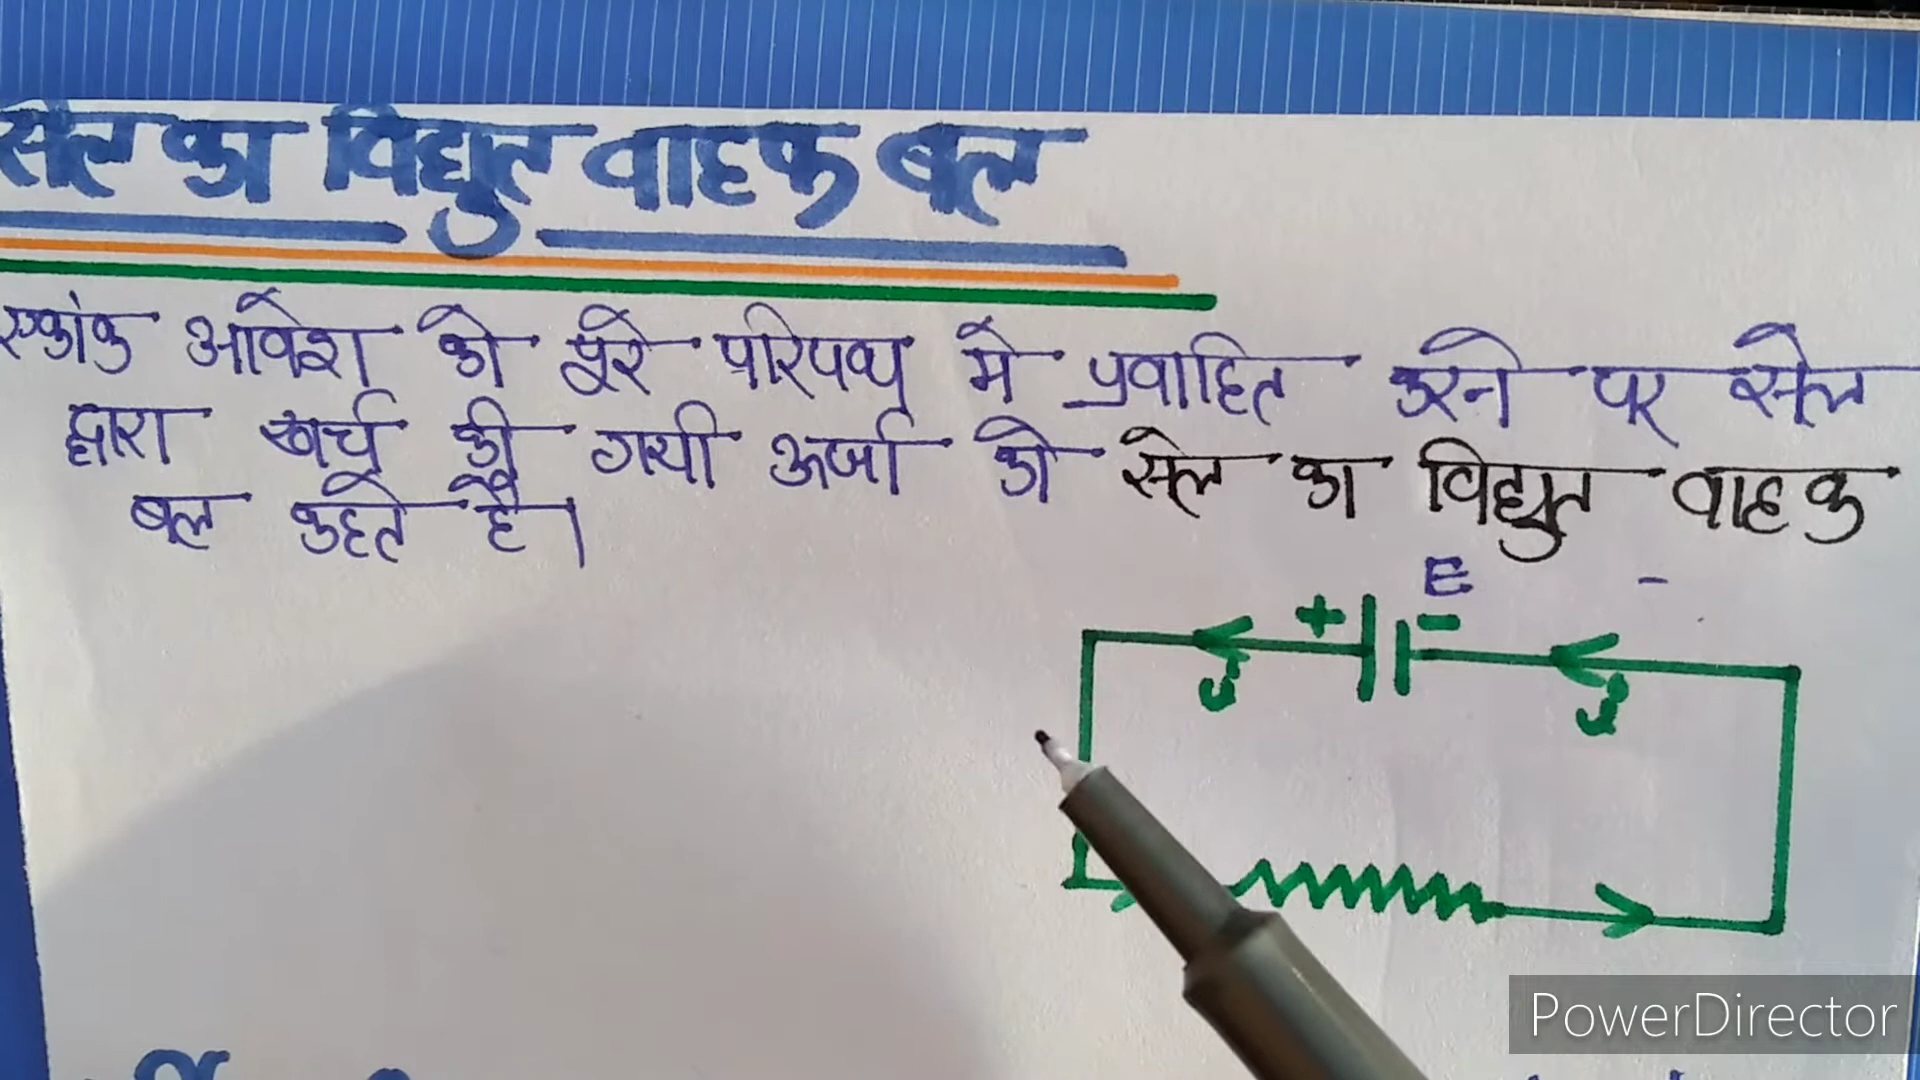 सेल का विद्युत वाहक बल
एकांक आवेश को पूरे परिपथ में प्रवाहित करने पर सेल
द्वारा खर्च की गयी ऊर्जा को सेल का विद्युत वाहक
बल कहते है।
E
+ -
PowerDirector